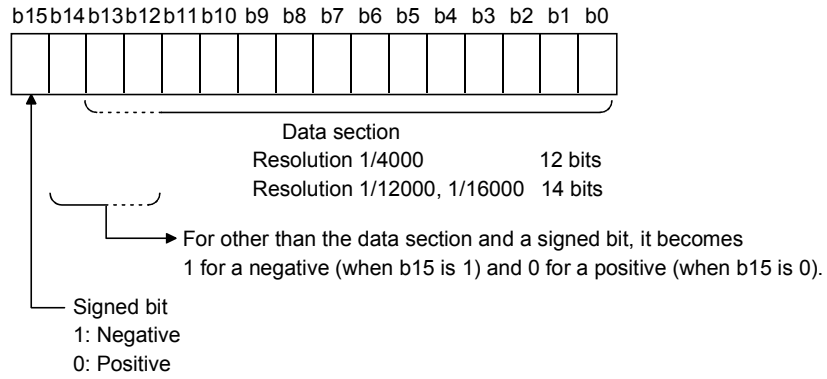 b15 b14 b13 b12 b11 b10 b9 b8 b7 b6 b5 b4 b3 b2 b1 b0
Data section
Resolution 1/4000 12 bits
Resolution 1/12000, 1/16000 14 bits
For other than the data section and a signed bit, it becomes
1 for a negative (when b15 is 1) and 0 for a positive (when b15 is 0).
Signed bit
1: Negative
0: Positive